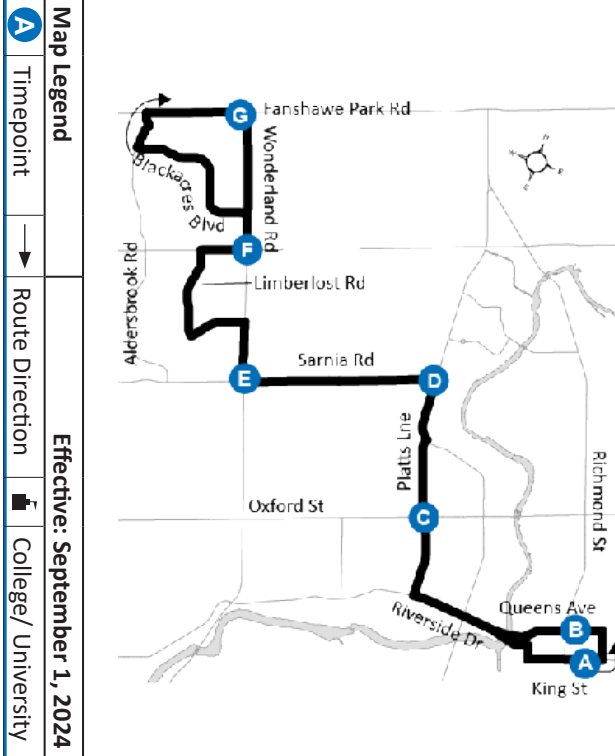 Map Legend
Effective: September 1, 2024
A
Timepoint
Route Direction
College/ University
G
Fanshawe Park Rd
Wonderland Rd
Blackacres Blvd
F
Aldersbrook Rd
Limberlost Rd
E
Sarnia Rd
D
Platts Lne
Oxford St
C
Richmond St
Riverside Dr
Queens Ave
B
A
King St